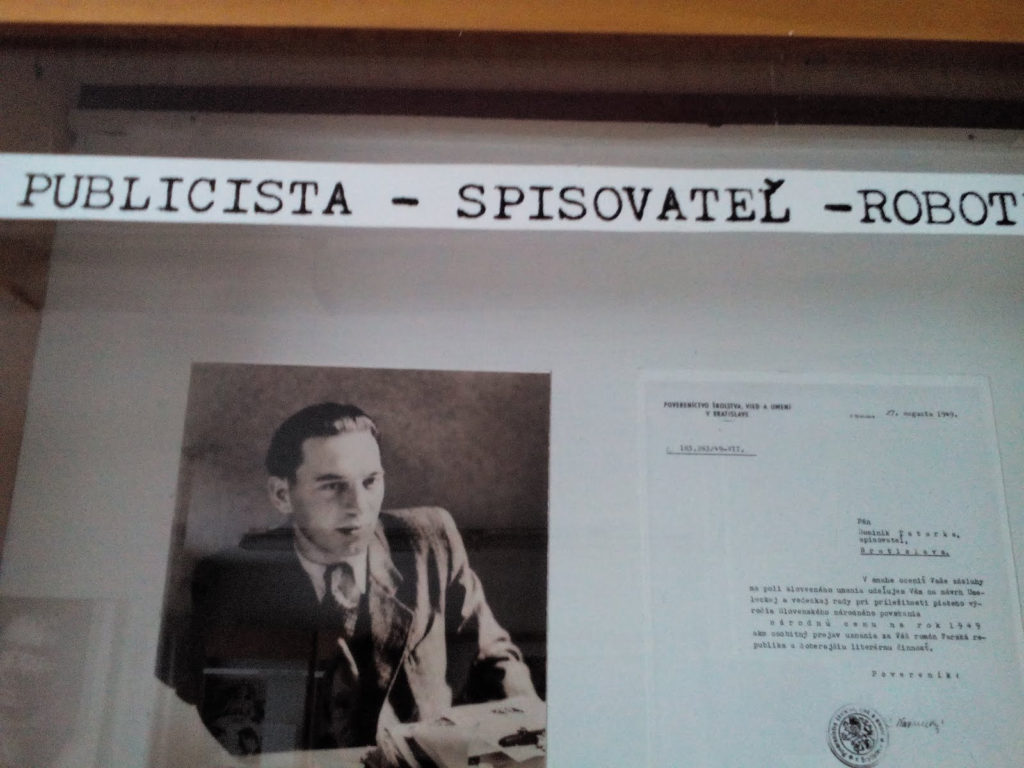 PUBLICISTA - SPISOVATEĽ -ROBOT
POVERENÍCTVO ŠKOLSTVA, VIED A UMENÍ
V BRATISLAVE
27. augusta 1949.
Pán
Dominik Tatarka,
spisovateľ,
Bratislava.
V snahe oceniť Vaše zásluhy
na poli slovenského umenia udeľujem Vám na návrh Ume-
leckej a vedeckej rady pri príležitosti piateho vý-
ročia Slovenského národného povstania
národnú cenu na rok 1949
ako osobitný prejav uznania za Váš román Farská re-
publika a doterajšiu literárnu činnosť.
Povereník: